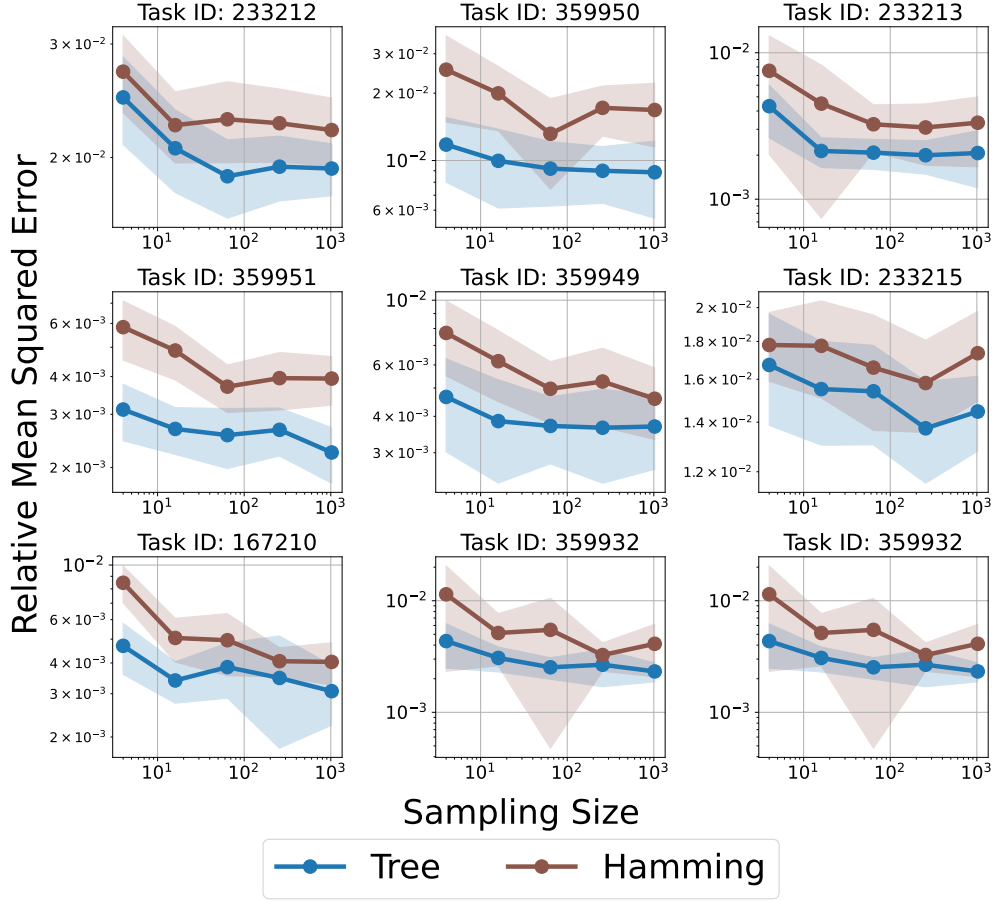 Task ID: 233212
Task ID: 359950
Task ID: 233213
3 × 10⁻²
2 × 10⁻²
10¹
10²
10³
3 × 10⁻²
2 × 10⁻²
10⁻²
6 × 10⁻³
10¹
10²
10³
10⁻²
10⁻³
10¹
10²
10³
Task ID: 359951
Task ID: 359949
Task ID: 233215
6 × 10⁻³
4 × 10⁻³
3 × 10⁻³
2 × 10⁻³
10¹
10²
10³
10⁻²
6 × 10⁻³
4 × 10⁻³
3 × 10⁻³
10¹
10²
10³
2 × 10⁻²
1.8 × 10⁻²
1.6 × 10⁻²
1.4 × 10⁻²
1.2 × 10⁻²
10¹
10²
10³
Task ID: 167210
Task ID: 359932
Task ID: 359932
10⁻²
6 × 10⁻³
4 × 10⁻³
3 × 10⁻³
2 × 10⁻³
10¹
10²
10³
10⁻²
10⁻³
10¹
10²
10³
10⁻²
10⁻³
10¹
10²
10³
Relative Mean Squared Error
Sampling Size
Tree
Hamming